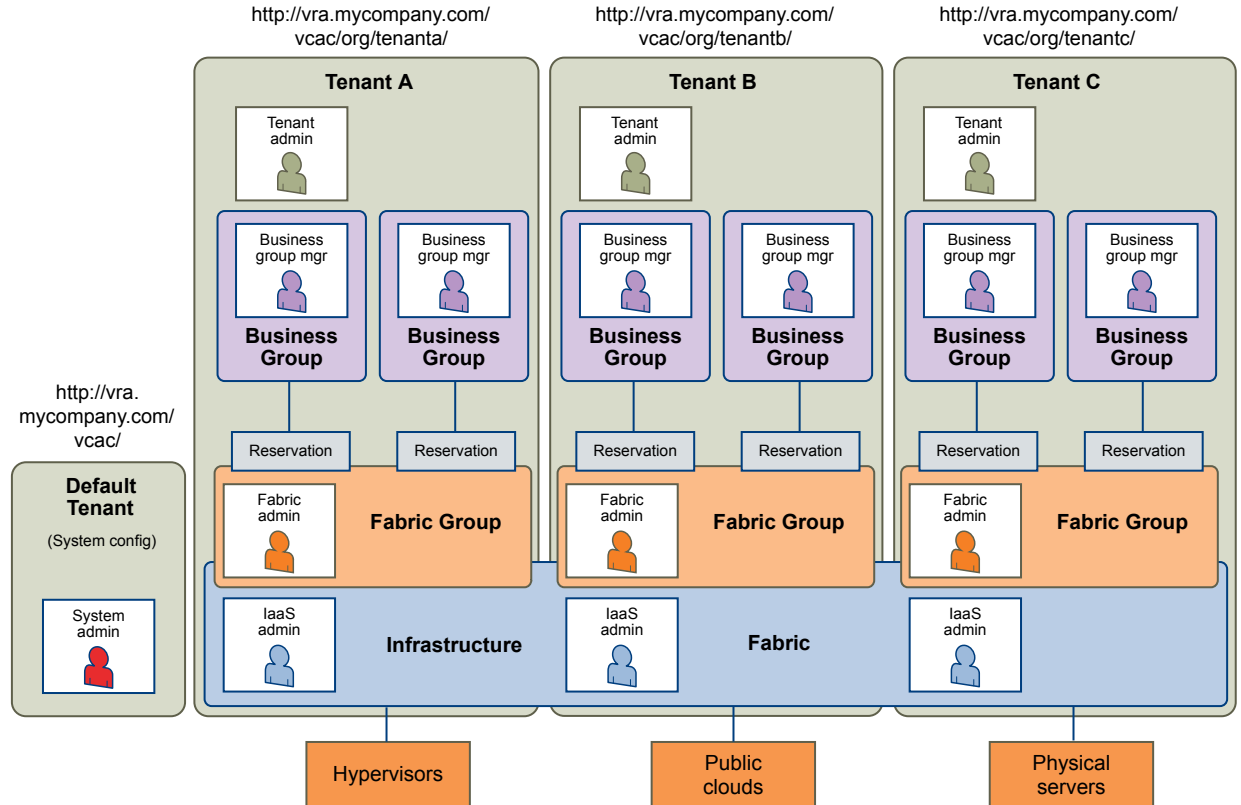 http://vra.mycompany.com/
vcac/org/tenanta/
http://vra.mycompany.com/
vcac/org/tenantb/
http://vra.mycompany.com/
vcac/org/tenantc/
Tenant A
Tenant B
Tenant C
Tenant
admin
Tenant
admin
Tenant
admin
Business
group mgr
Business
Group
Business
group mgr
Business
Group
Business
group mgr
Business
Group
Business
group mgr
Business
Group
Business
group mgr
Business
Group
Business
group mgr
Business
Group
http://vra.
mycompany.com/
vcac/
Reservation
Reservation
Reservation
Reservation
Reservation
Reservation
Default
Tenant
(System config)
System
admin
Fabric
admin
Fabric Group
Fabric
admin
Fabric Group
Fabric
admin
Fabric Group
IaaS
admin
Infrastructure
IaaS
admin
Fabric
IaaS
admin
Hypervisors
Public
clouds
Physical
servers